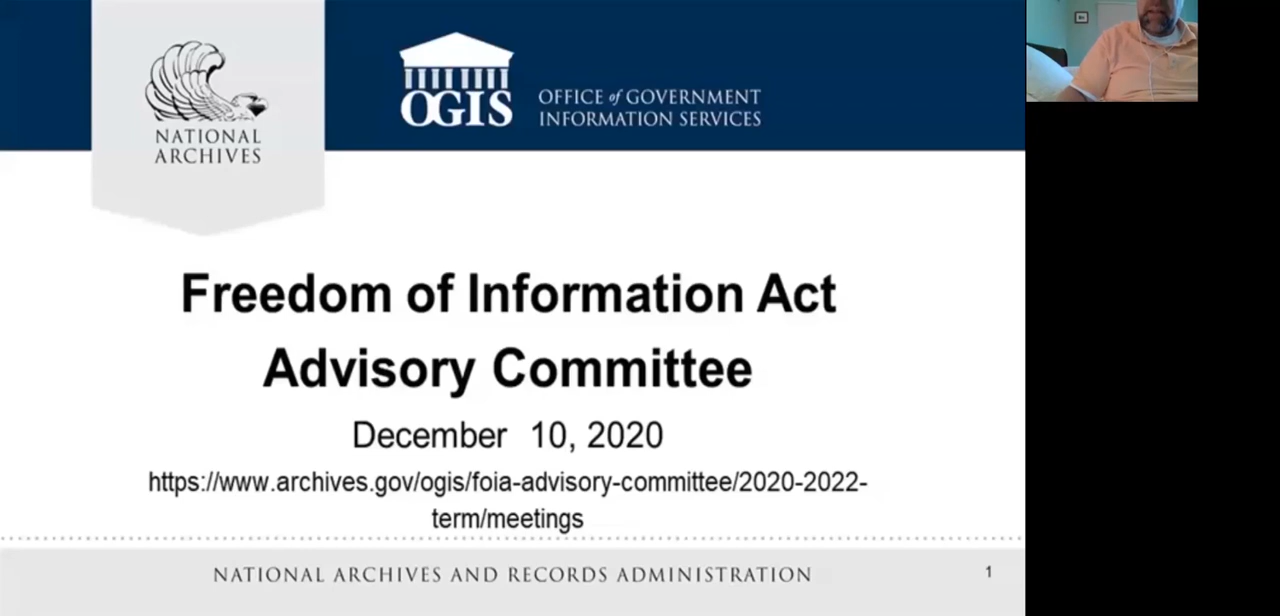 NATIONAL
ARCHIVES
OGIS
OFFICE of GOVERNMENT
INFORMATION SERVICES
Freedom of Information Act
Advisory Committee
December 10, 2020
https://www.archives.gov/ogis/foia-advisory-committee/2020-2022-
term/meetings
NATIONAL ARCHIVES AND RECORDS ADMINISTRATION
1